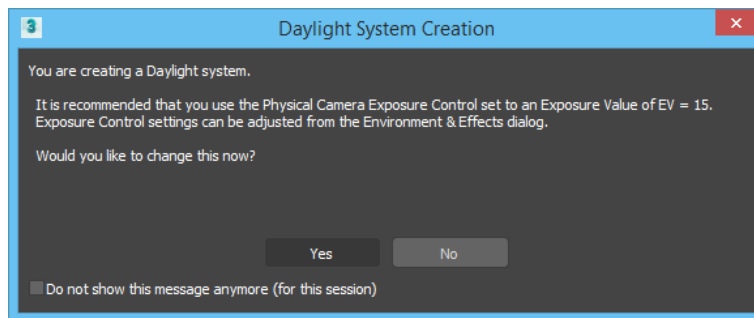 3
Daylight System Creation
You are creating a Daylight system.
It is recommended that you use the Physical Camera Exposure Control set to an Exposure Value of EV = 15.
Exposure Control settings can be adjusted from the Environment & Effects dialog.
Would you like to change this now?
Yes
No
Do not show this message anymore (for this session)